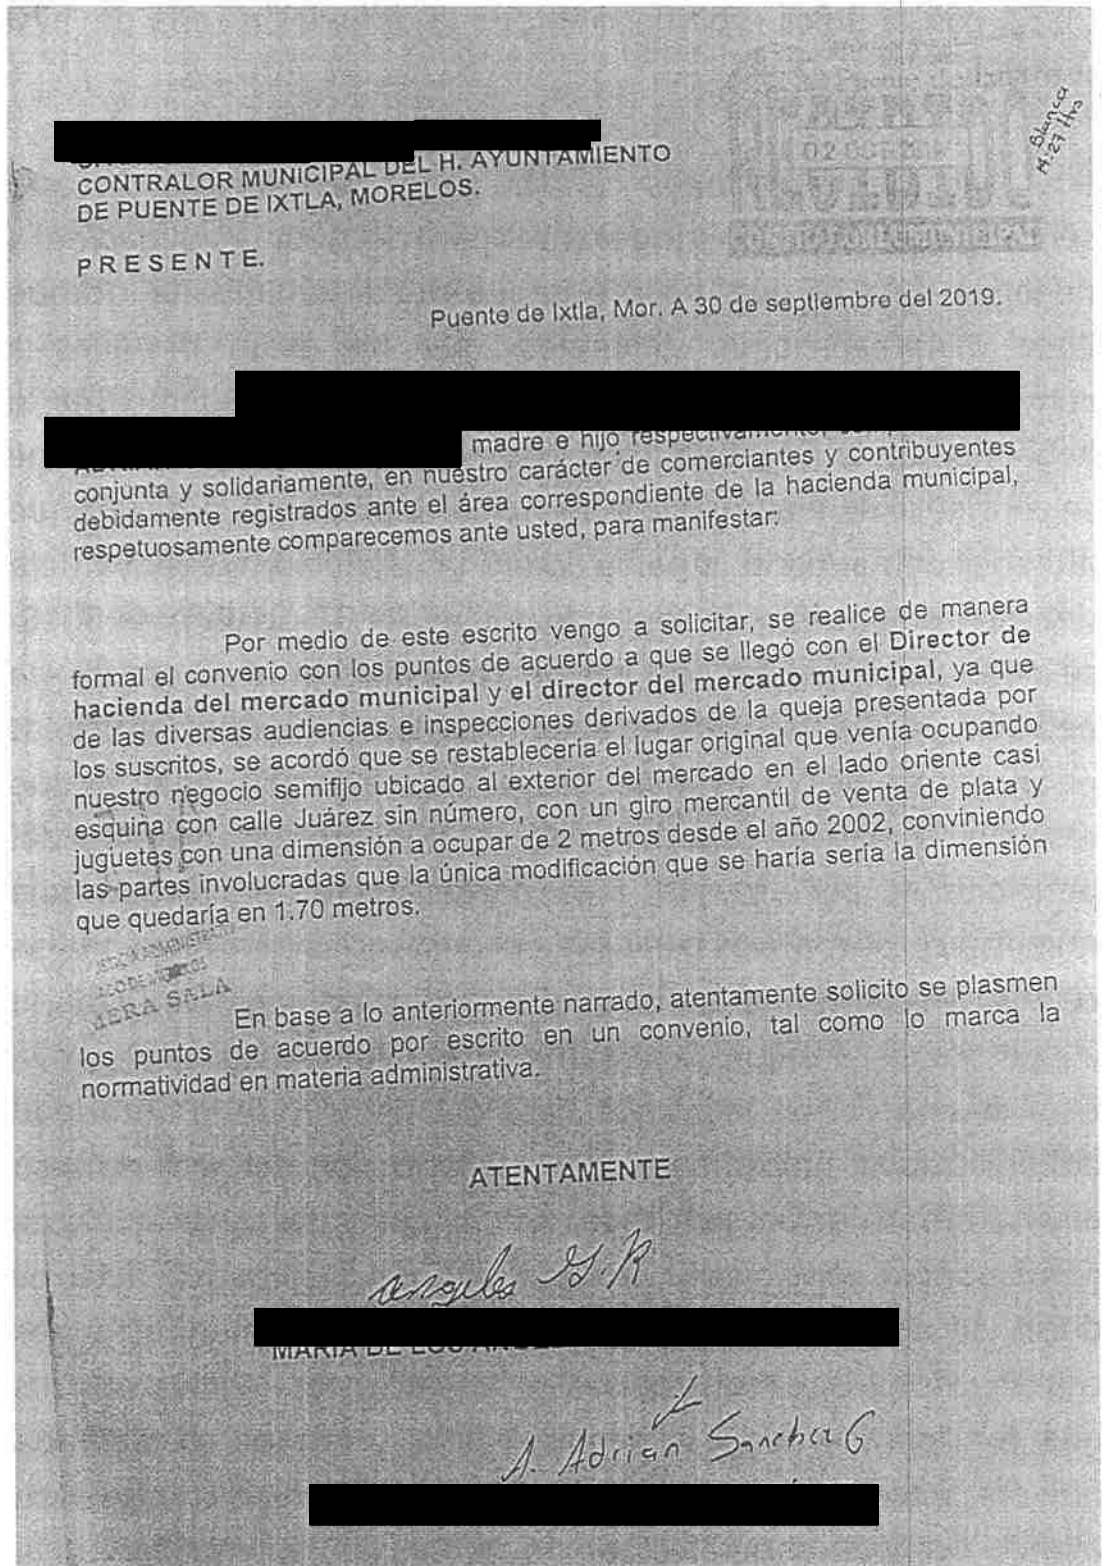 Blanca
CONTRALOR MUNICIPAL DEL H. AYUNTAMIENTO
DE PUENTE DE IXTLA, MORELOS.
CONTRALORIA MUNICIPAL
P R E S E N T E.
Puente de Ixtla, Mor. A 30 de septiembre del 2019.
madre e hijo respectivamente,
conjunta y solidariamente, en nuestro carácter de comerciantes y contribuyentes
debidamente registrados ante el área correspondiente de la hacienda municipal,
respetuosamente comparecemos ante usted, para manifestar:
Por medio de este escrito vengo a solicitar, se realice de manera
formal el convenio con los puntos de acuerdo a que se llegó con el Director de
hacienda del mercado municipal y el director del mercado municipal, ya que
de las diversas audiencias e inspecciones derivados de la queja presentada por
los suscritos, se acordó que se restablecería el lugar original que venía ocupando
nuestro negocio semifijo ubicado al exterior del mercado en el lado oriente casi
esquina con calle Juárez sin número, con un giro mercantil de venta de plata y
juguetes con una dimensión a ocupar de 2 metros desde el año 2002, conviniendo
las partes involucradas que la única modificación que se haría sería la dimensión
que quedaría en 1.70 metros.
SALA
En base a lo anteriormente narrado, atentamente solicito se plasmen
los puntos de acuerdo por escrito en un convenio, tal como lo marca la
normatividad en materia administrativa.
ATENTAMENTE
angeles G.R
MARIA DE LOS
A. Adrian Sanchez G